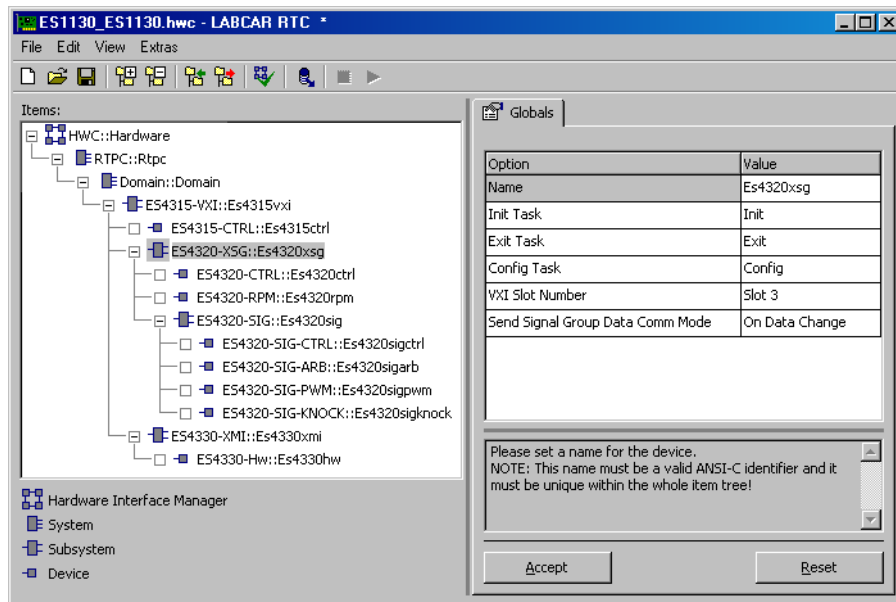 ES1130_ES1130.hwc - LABCAR RTC *
File Edit View Extras
Items:
HWC::Hardware
RTPC::Rtpc
Domain::Domain
ES4315-VXI::Es4315vxi
ES4315-CTRL::Es4315ctrl
ES4320-XSG::Es4320xsg
ES4320-CTRL::Es4320ctrl
ES4320-RPM::Es4320rpm
ES4320-SIG::Es4320sig
ES4320-SIG-CTRL::Es4320sigctrl
ES4320-SIG-ARB::Es4320sigarb
ES4320-SIG-PWM::Es4320sigpwm
ES4320-SIG-KNOCK::Es4320sigknock
ES4330-XMI::Es4330xmi
ES4330-Hw::Es4330hw
Hardware Interface Manager
System
Subsystem
Device
Globals
Option Value
Name Es4320xsg
Init Task Init
Exit Task Exit
Config Task Config
VXI Slot Number Slot 3
Send Signal Group Data Comm Mode On Data Change
Please set a name for the device.
NOTE: This name must be a valid ANSI-C identifier and it
must be unique within the whole item tree!
Accept Reset